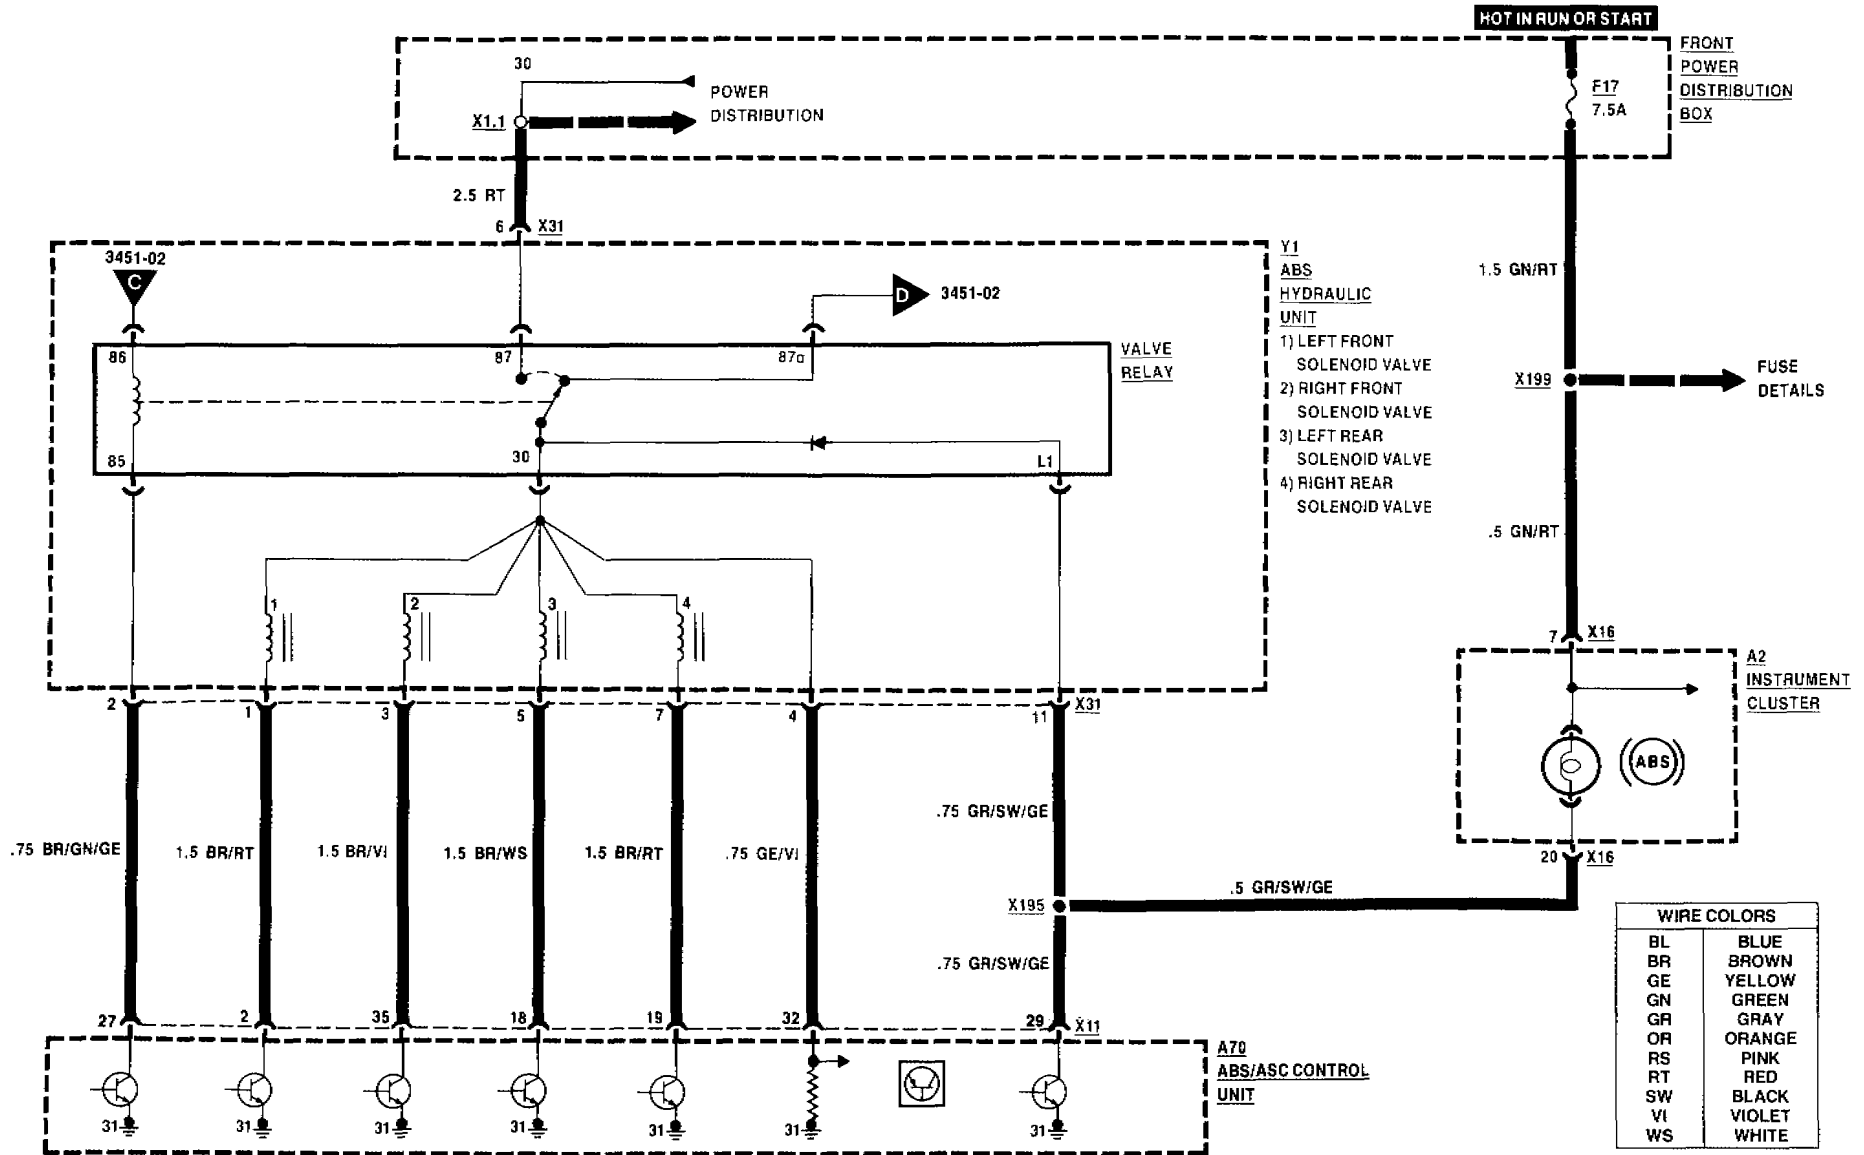 HOT IN RUN OR START
FRONT
POWER
DISTRIBUTION
BOX
30
POWER
DISTRIBUTION
X1.1
F17
7.5A
2.5 RT
6 X31
3451-02
C
D 3451-02
Y1
ABS
HYDRAULIC
UNIT
1) LEFT FRONT
SOLENOID VALVE
2) RIGHT FRONT
SOLENOID VALVE
3) LEFT REAR
SOLENOID VALVE
4) RIGHT REAR
SOLENOID VALVE
1.5 GN/RT
86 87 87a
VALVE
RELAY
X199
FUSE
DETAILS
85 30 L1
.5 GN/RT
1 2 3 4
7 X16
A2
INSTRUMENT
CLUSTER
ABS
2 1 3 5 7 4 11 X31
.75 GR/SW/GE
.75 BR/GN/GE 1.5 BR/RT 1.5 BR/VI 1.5 BR/WS 1.5 BR/RT .75 GE/VI
20 X16
.5 GR/SW/GE
X195
.75 GR/SW/GE
27 2 35 18 19 32 29 X11
A70
ABS/ASC CONTROL
UNIT
31 31 31 31 31 31 31
WIRE COLORS
BL BLUE
BR BROWN
GE YELLOW
GN GREEN
GR GRAY
OR ORANGE
RS PINK
RT RED
SW BLACK
VI VIOLET
WS WHITE